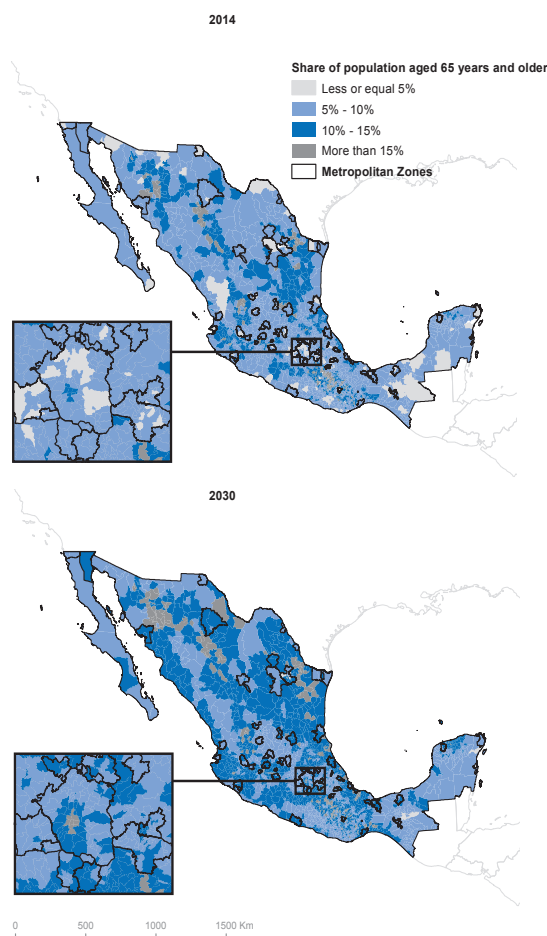 2014
Share of population aged 65 years and older
Less or equal 5%
5% - 10%
10% - 15%
More than 15%
Metropolitan Zones
2030
0 500 1000 1500 Km